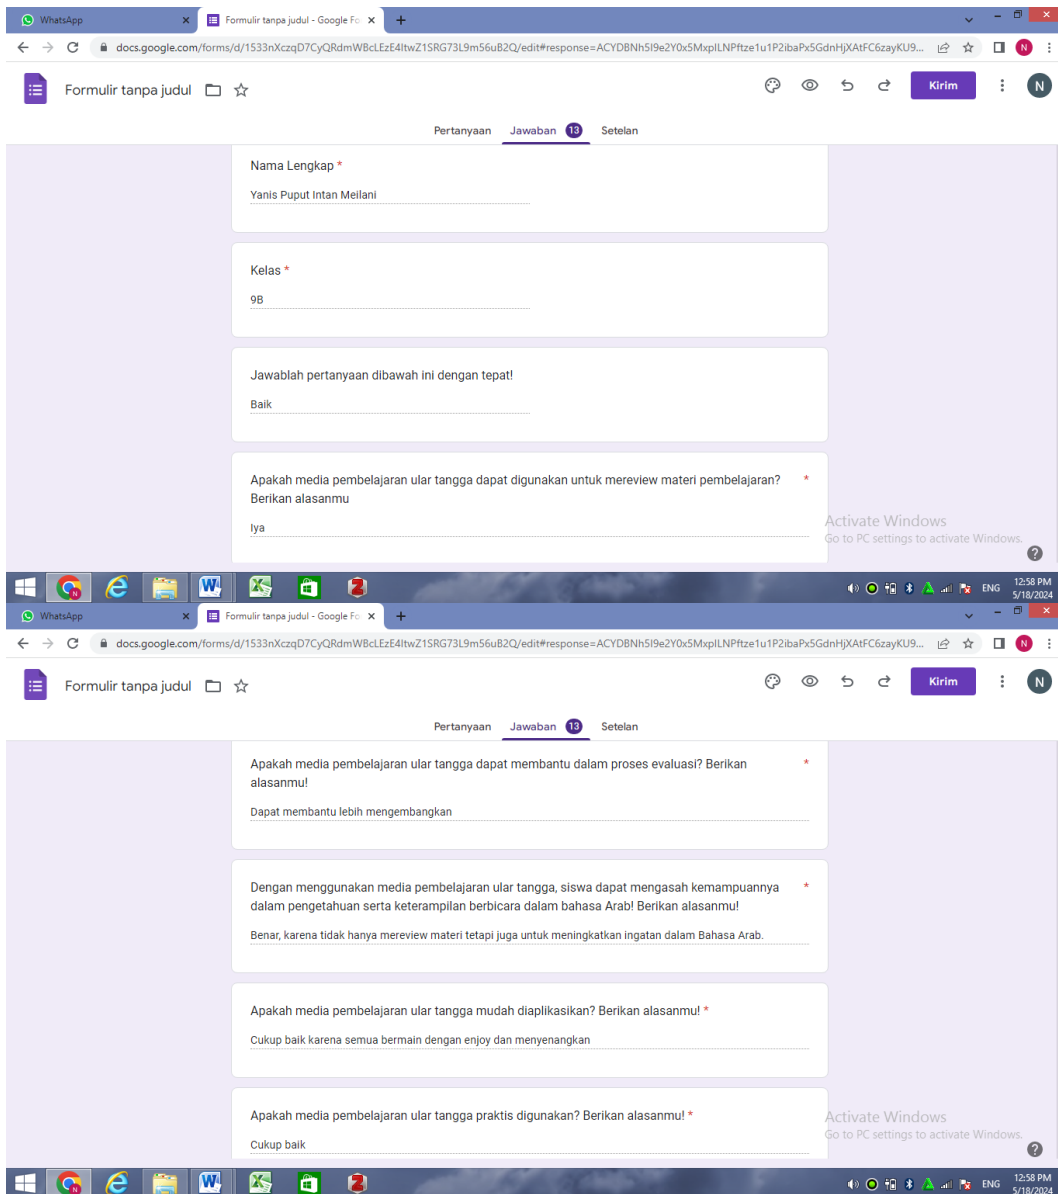 WhatsApp
Formulir tanpa judul - Google Fo
docs.google.com/forms/d/1533nXczqD7CyQRdmWBcLEzE4ItwZ1SRG73L9m56uB2Q/edit#response=ACYDBNh5I9e2Y0x5MxpILNPftze1u1P2ibaPx5GdnHjXAtFC6zayKU9...
N
Formulir tanpa judul
Kirim
N
Pertanyaan Jawaban 13 Setelan
Nama Lengkap *
Yanis Puput Intan Meilani
Kelas *
9B
Jawablah pertanyaan dibawah ini dengan tepat!
Baik
Apakah media pembelajaran ular tangga dapat digunakan untuk mereview materi pembelajaran? *
Berikan alasanmu
Iya
Activate Windows
Go to PC settings to activate Windows.
ENG
12:58 PM
5/18/2024
WhatsApp
Formulir tanpa judul - Google Fo
docs.google.com/forms/d/1533nXczqD7CyQRdmWBcLEzE4ItwZ1SRG73L9m56uB2Q/edit#response=ACYDBNh5I9e2Y0x5MxpILNPftze1u1P2ibaPx5GdnHjXAtFC6zayKU9...
N
Formulir tanpa judul
Kirim
N
Pertanyaan Jawaban 13 Setelan
Apakah media pembelajaran ular tangga dapat membantu dalam proses evaluasi? Berikan *
alasanmu!
Dapat membantu lebih mengembangkan
Dengan menggunakan media pembelajaran ular tangga, siswa dapat mengasah kemampuannya *
dalam pengetahuan serta keterampilan berbicara dalam bahasa Arab! Berikan alasanmu!
Benar, karena tidak hanya mereview materi tetapi juga untuk meningkatkan ingatan dalam Bahasa Arab.
Apakah media pembelajaran ular tangga mudah diaplikasikan? Berikan alasanmu! *
Cukup baik karena semua bermain dengan enjoy dan menyenangkan
Apakah media pembelajaran ular tangga praktis digunakan? Berikan alasanmu! *
Cukup baik
Activate Windows
Go to PC settings to activate Windows.
ENG
12:58 PM
5/18/2024